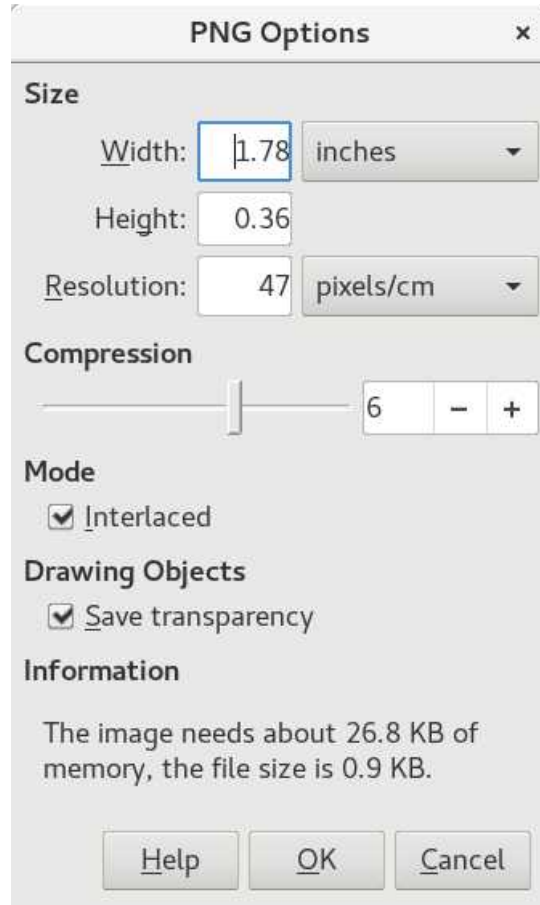 PNG Options ×
Size
Width: 1.78 inches
Height: 0.36
Resolution: 47 pixels/cm
Compression
6 − +
Mode
Interlaced
Drawing Objects
Save transparency
Information
The image needs about 26.8 KB of
memory, the file size is 0.9 KB.
Help OK Cancel